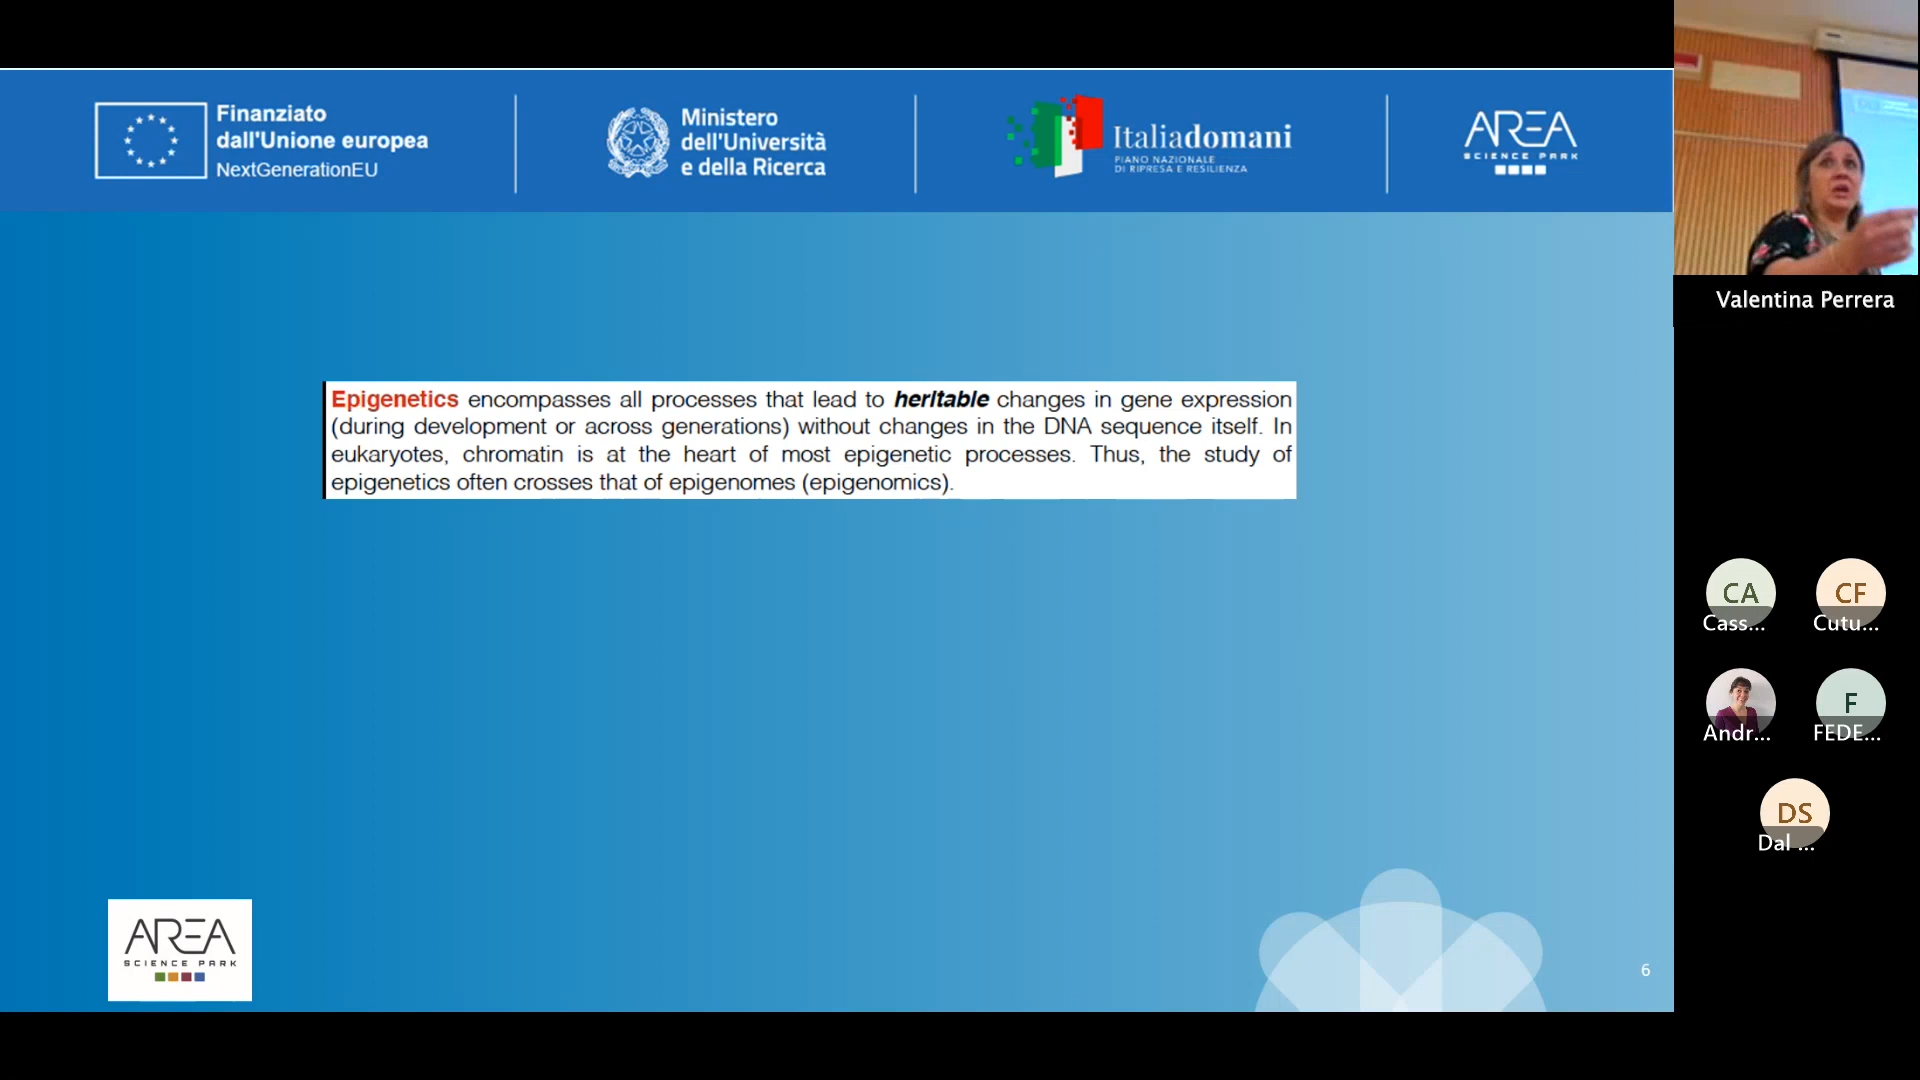 Finanziato
dall'Unione europea
NextGenerationEU
Ministero
dell'Università
e della Ricerca
Italiadomani
PIANO NAZIONALE
DI RIPRESA E RESILIENZA
AREA
SCIENCE PARK
Valentina Perrera
Epigenetics encompasses all processes that lead to heritable changes in gene expression
(during development or across generations) without changes in the DNA sequence itself. In
eukaryotes, chromatin is at the heart of most epigenetic processes. Thus, the study of
epigenetics often crosses that of epigenomes (epigenomics).
CA
Cass...
CF
Cutu...
Andr...
F
FEDE...
DS
Dal ...
AREA
SCIENCE PARK
6